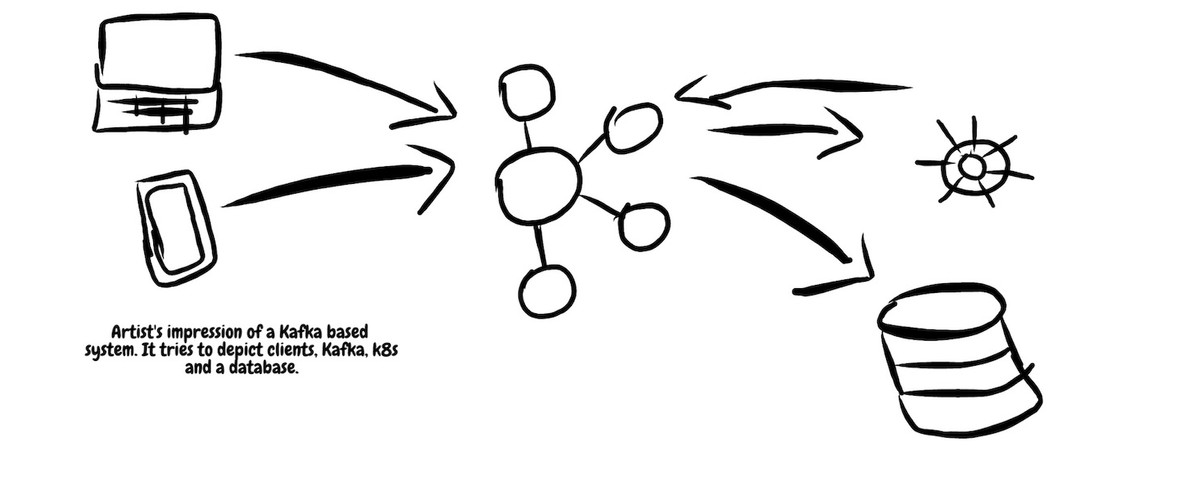 Artist's impression of a Kafka based
system. It tries to depict clients, Kafka, k8s
and a database.